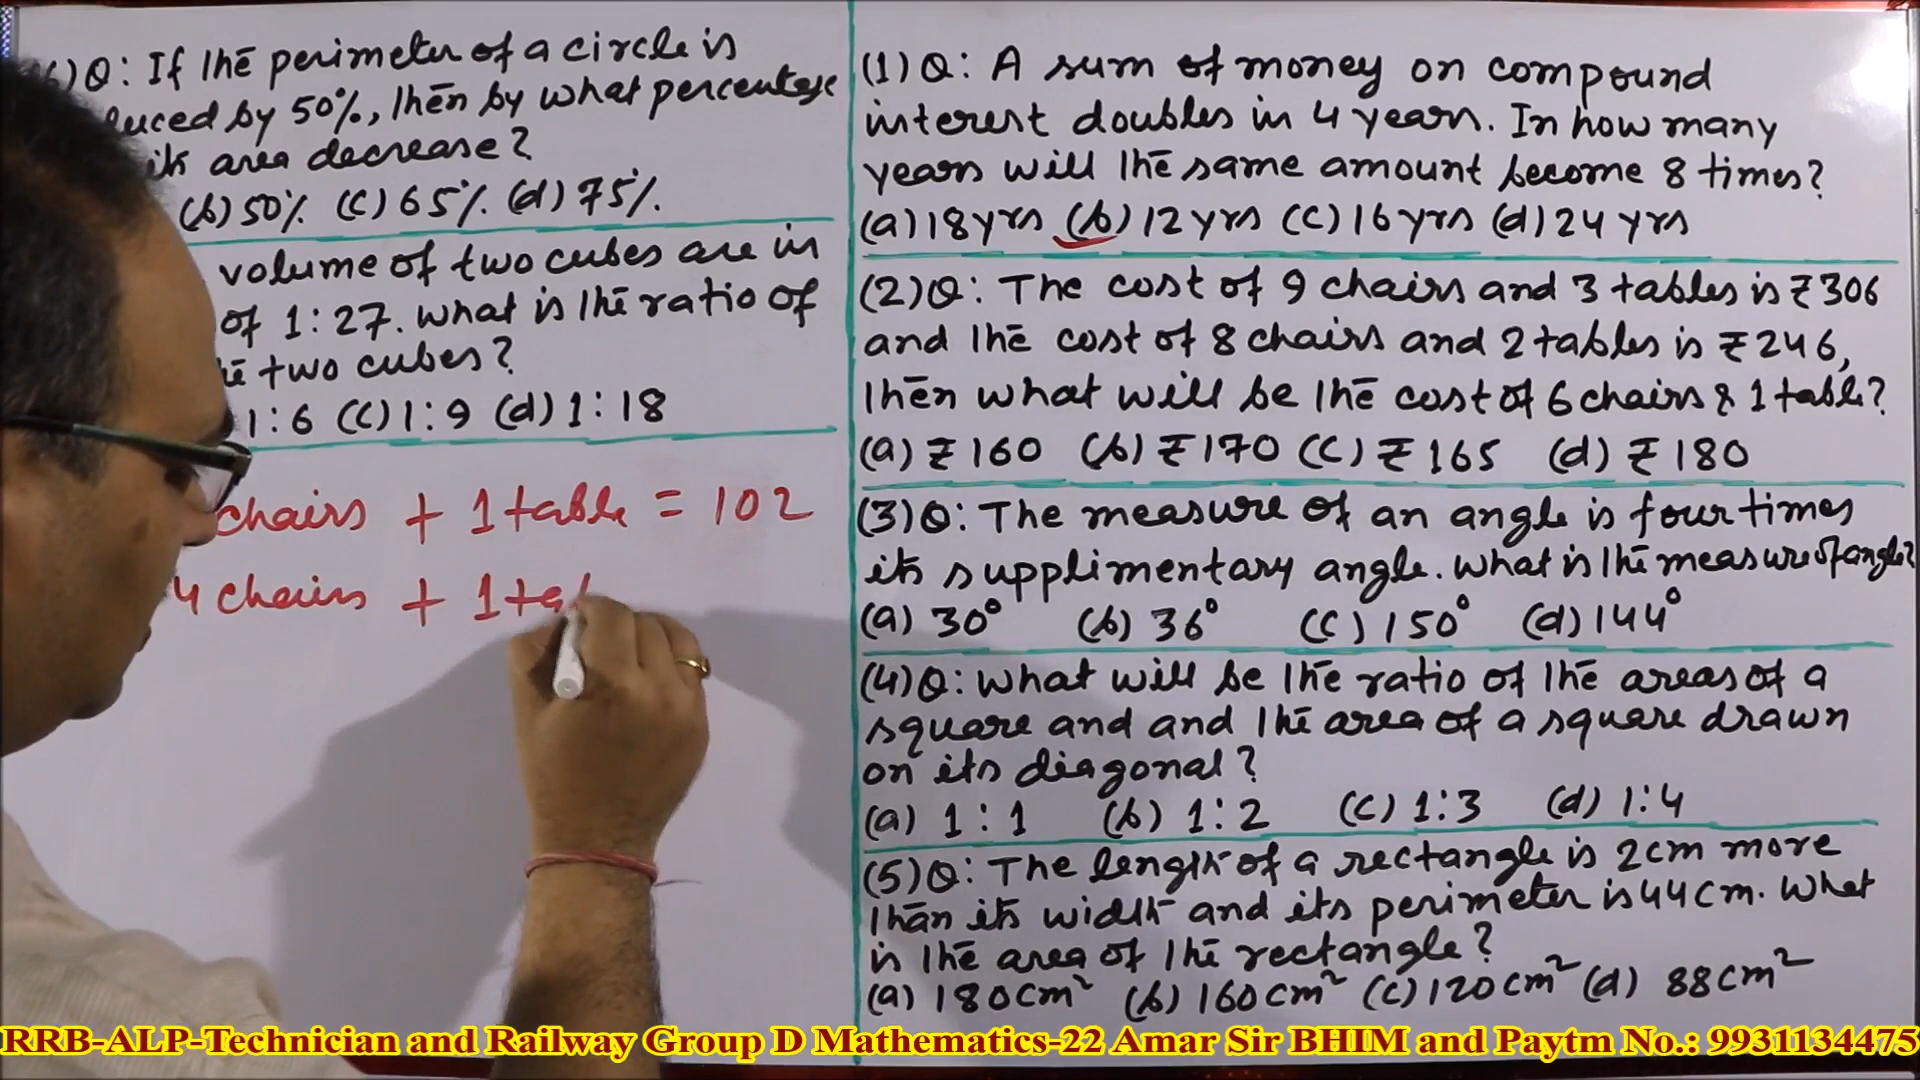 6) Q: If the perimeter of a circle is
duced by 50%, then by what percentage
its area decrease?
(b) 50% (c) 65% (d) 75%
volume of two cubes are in
of 1:27. what is the ratio of
two cubes?
1:6 (c) 1:9 (d) 1:18
chairs + 1 table = 102
4 chairs + 1 tab
(1) Q: A sum of money on compound
interest doubles in 4 years. In how many
years will the same amount become 8 times?
(a) 18 yrs (b) 12 yrs (c) 16 yrs (d) 24 yrs
(2) Q: The cost of 9 chairs and 3 tables is ₹306
and the cost of 8 chairs and 2 tables is ₹246,
then what will be the cost of 6 chairs & 1 table?
(a) ₹160 (b) ₹170 (c) ₹165 (d) ₹180
(3) Q: The measure of an angle is four times
its supplimentary angle. what is the measure of angle?
(a) 30° (b) 36° (c) 150° (d) 144°
(4) Q: what will be the ratio of the areas of a
square and and the area of a square drawn
on its diagonal?
(a) 1:1 (b) 1:2 (c) 1:3 (d) 1:4
(5) Q: The length of a rectangle is 2cm more
than its width and its perimeter is 44cm. what
is the area of the rectangle?
(a) 180cm² (b) 160cm² (c) 120cm² (d) 88cm²
RRB-ALP-Technician and Railway Group D Mathematics-22 Amar Sir BHIM and Paytm No.: 9931134475